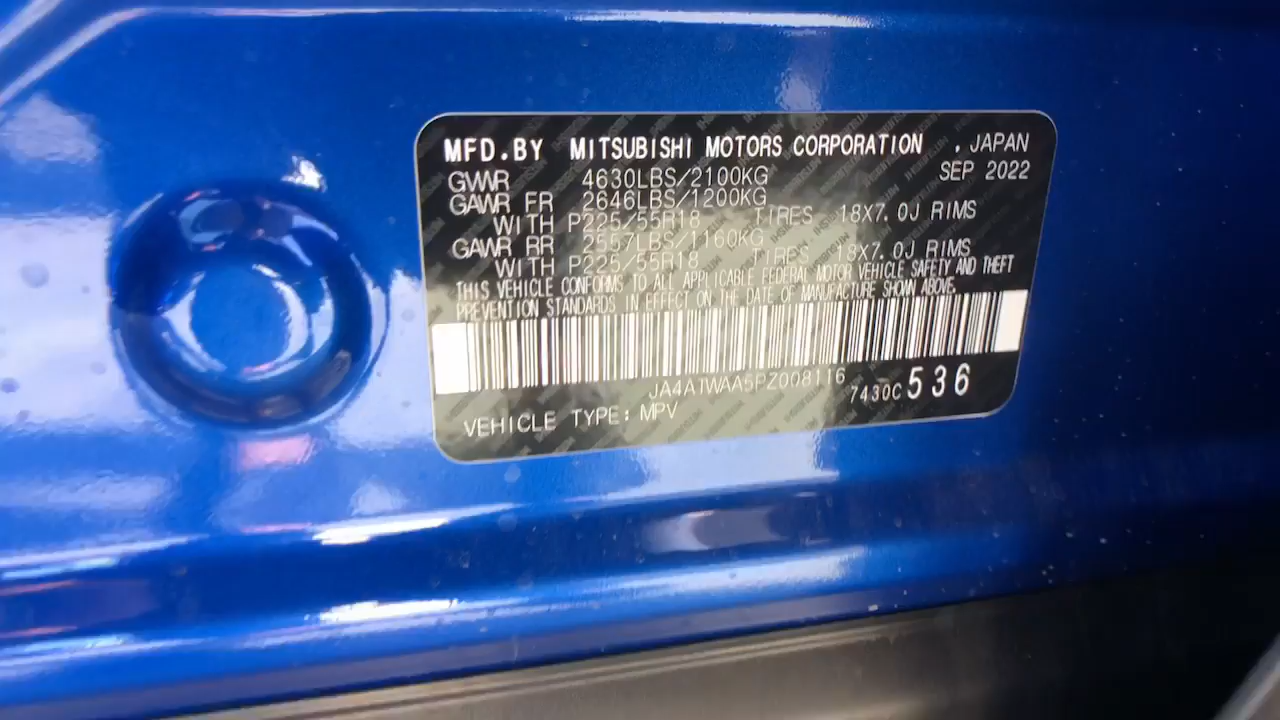 MFD.BY MITSUBISHI MOTORS CORPORATION , JAPAN
SEP 2022
GVWR 4630LBS/2100KG
GAWR FR 2646LBS/1200KG
WITH P225/55R18 TIRES 18X7.0J RIMS
GAWR RR 2557LBS/1160KG
WITH P225/55R18 TIRES 18X7.0J RIMS
THIS VEHICLE CONFORMS TO ALL APPLICABLE FEDERAL MOTOR VEHICLE SAFETY AND THEFT
PREVENTION STANDARDS IN EFFECT ON THE DATE OF MANUFACTURE SHOWN ABOVE.
JA4ATWAA5PZ008116 7430C 536
VEHICLE TYPE: MPV